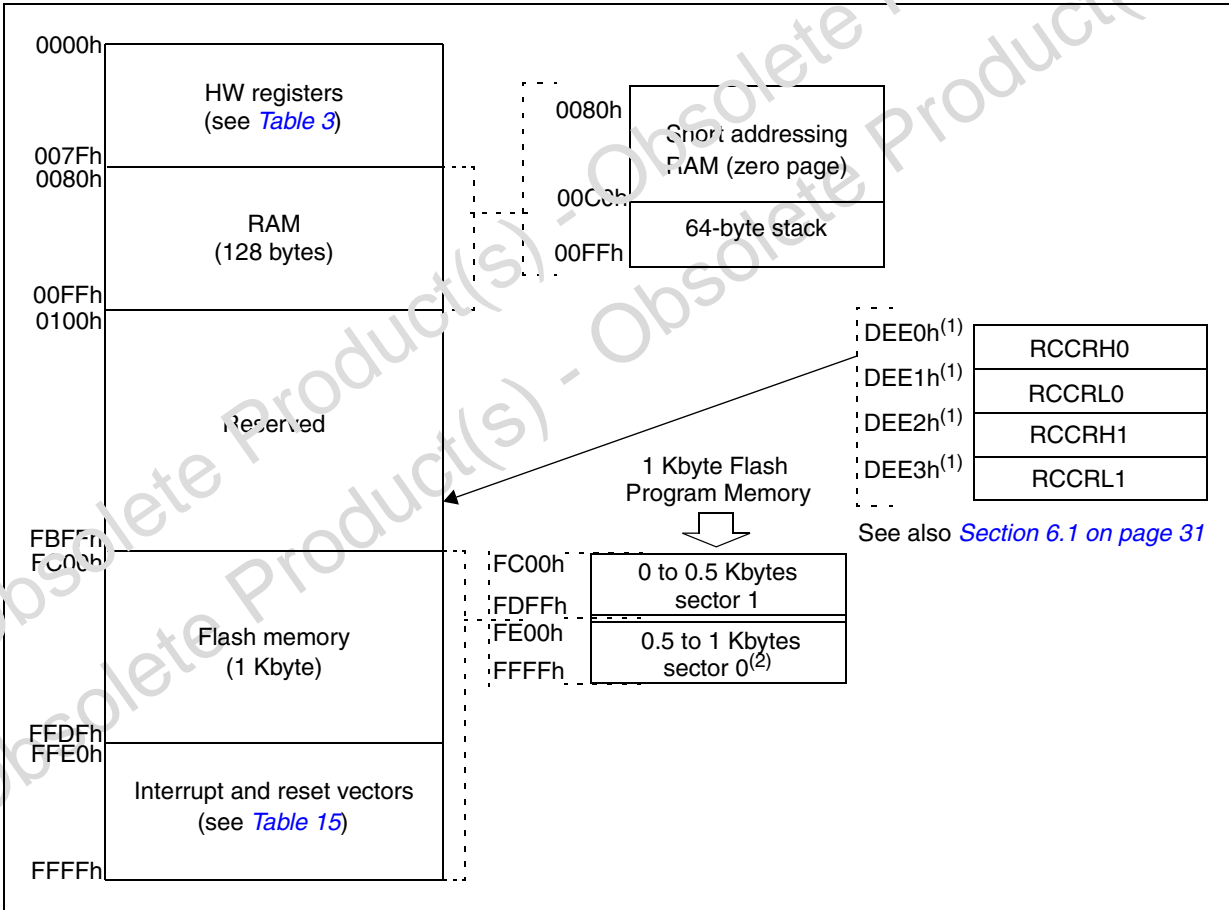 0000h
HW registers
(see Table 3)
007Fh
0080h
RAM
(128 bytes)
00FFh
0100h
Reserved
FBFFh
FC00h
Flash memory
(1 Kbyte)
FFDFh
FFE0h
Interrupt and reset vectors
(see Table 15)
FFFFh
0080h
Short addressing
RAM (zero page)
00C0h
64-byte stack
00FFh
DEE0h(1)
RCCRH0
DEE1h(1)
RCCRL0
DEE2h(1)
RCCRH1
DEE3h(1)
RCCRL1
See also Section 6.1 on page 31
1 Kbyte Flash
Program Memory
FC00h
0 to 0.5 Kbytes
sector 1
FDFFh
FE00h
0.5 to 1 Kbytes
sector 0(2)
FFFFh
Obsolete Product(s) - Obsolete Product(s)
Obsolete Product(s) - Obsolete Product(s)